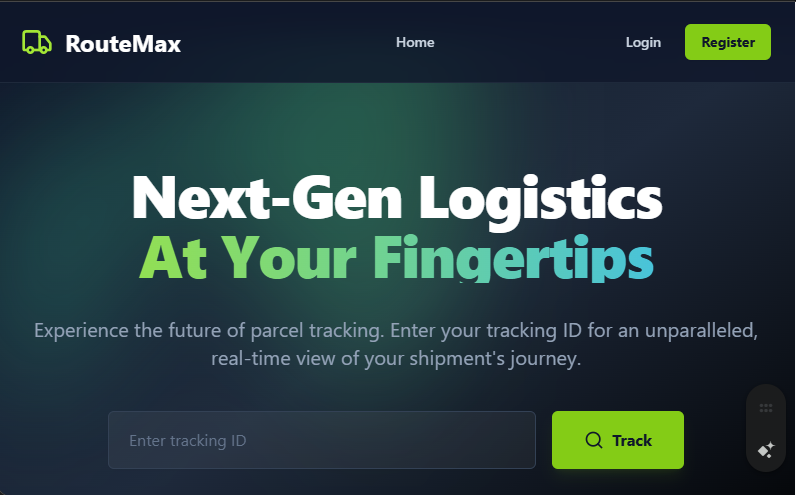 RouteMax
Home
Login
Register
Next-Gen Logistics
At Your Fingertips
Experience the future of parcel tracking. Enter your tracking ID for an unparalleled,
real-time view of your shipment's journey.
Enter tracking ID
Track